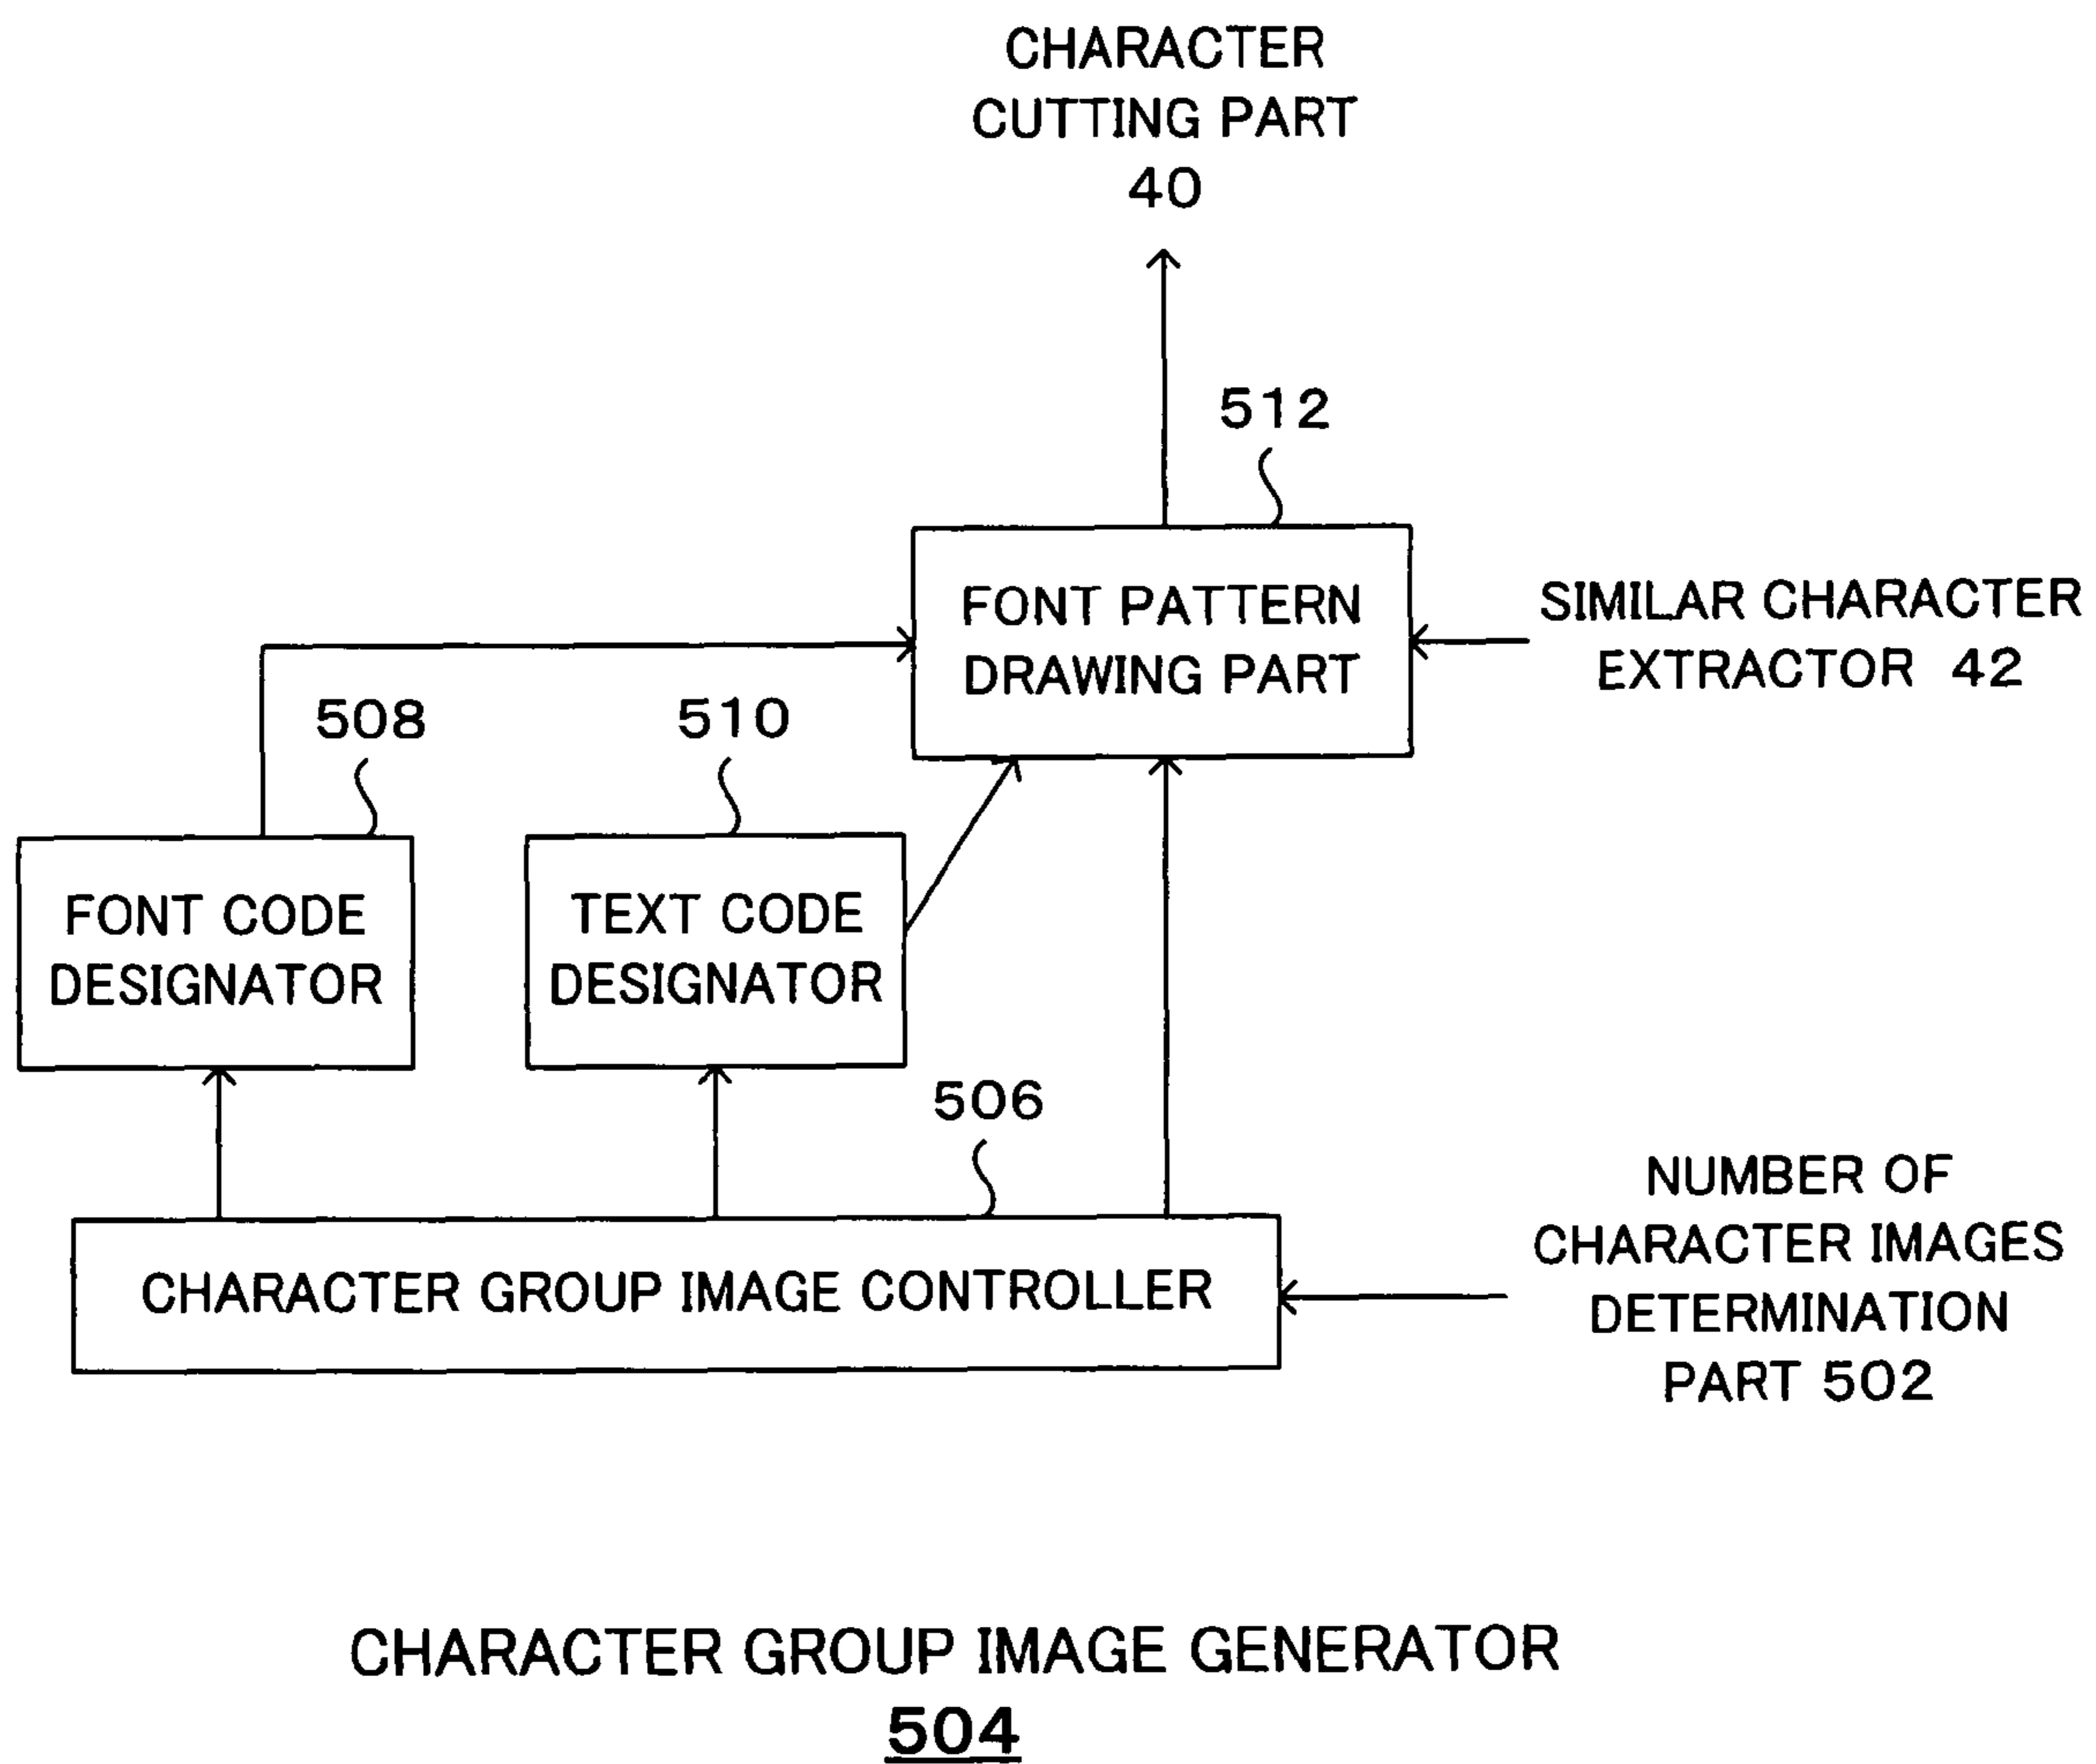 CHARACTER
CUTTING PART
40
512
FONT PATTERN
DRAWING PART
SIMILAR CHARACTER
EXTRACTOR 42
508
510
FONT CODE
DESIGNATOR
TEXT CODE
DESIGNATOR
506
CHARACTER GROUP IMAGE CONTROLLER
NUMBER OF
CHARACTER IMAGES
DETERMINATION
PART 502
CHARACTER GROUP IMAGE GENERATOR
504